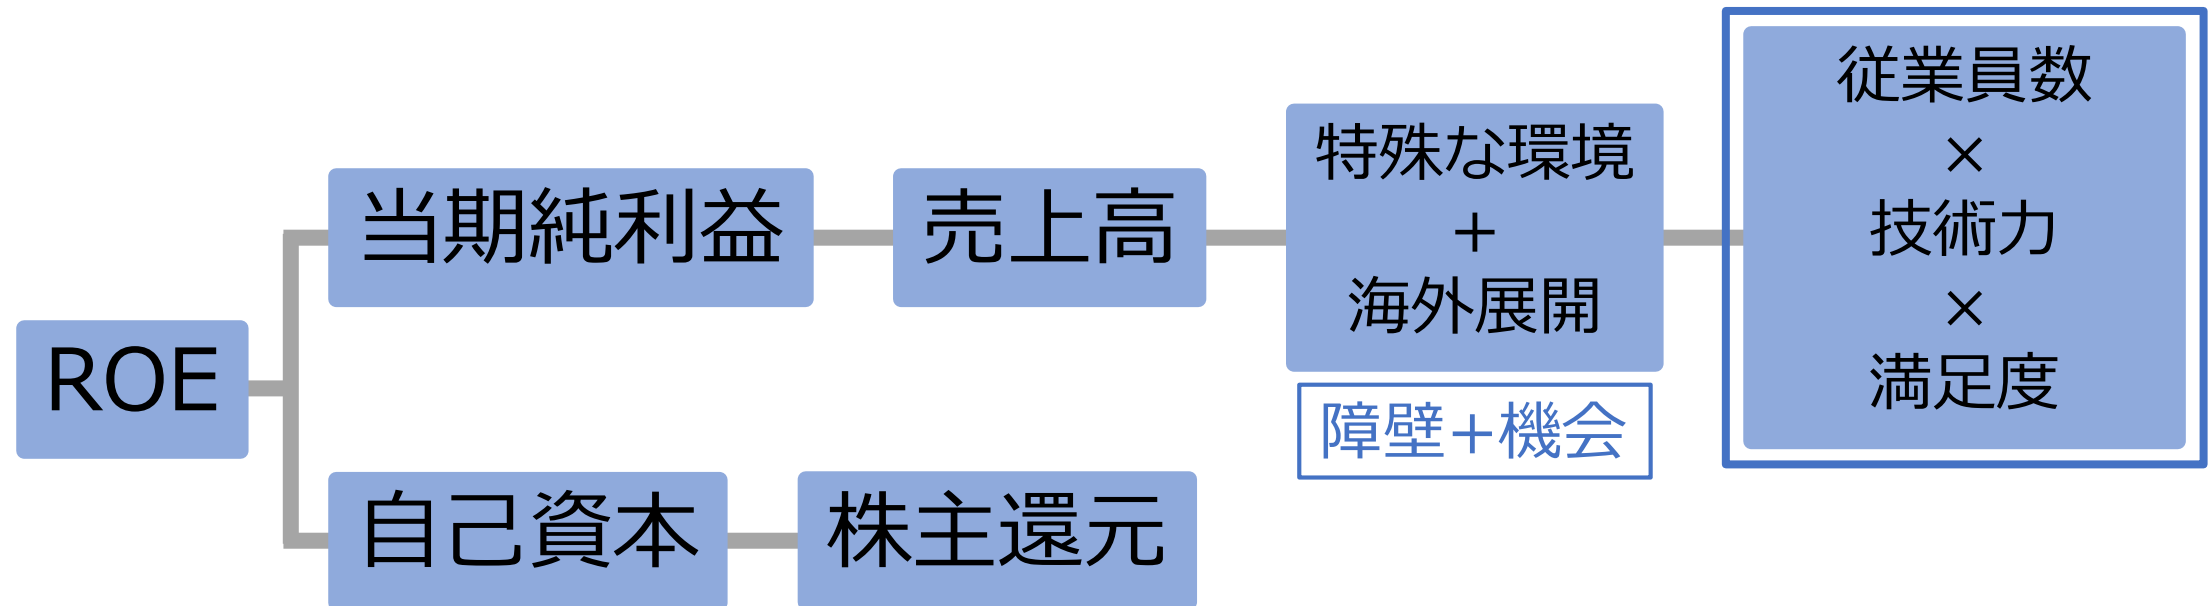 ROE
当期純利益
売上高
特殊な環境
+
海外展開
障壁+機会
従業員数
×
技術力
×
満足度
自己資本
株主還元